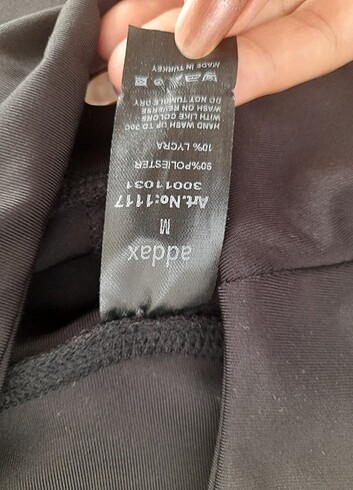 addax
M
Art.No:1117
30011031
90%POLIESTER
10% LYCRA
HAND WASH UP TO 30C
WITH LIKE COLORS
WASH ON REVERSE
DO NOT TUMBLE DRY
MADE IN TURKEY